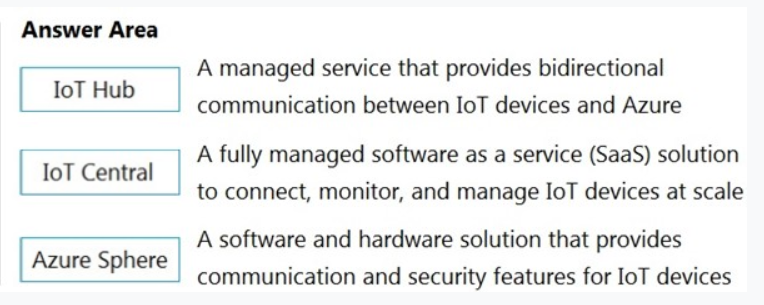 Answer Area
IoT Hub
A managed service that provides bidirectional
communication between IoT devices and Azure
IoT Central
A fully managed software as a service (SaaS) solution
to connect, monitor, and manage IoT devices at scale
Azure Sphere
A software and hardware solution that provides
communication and security features for IoT devices